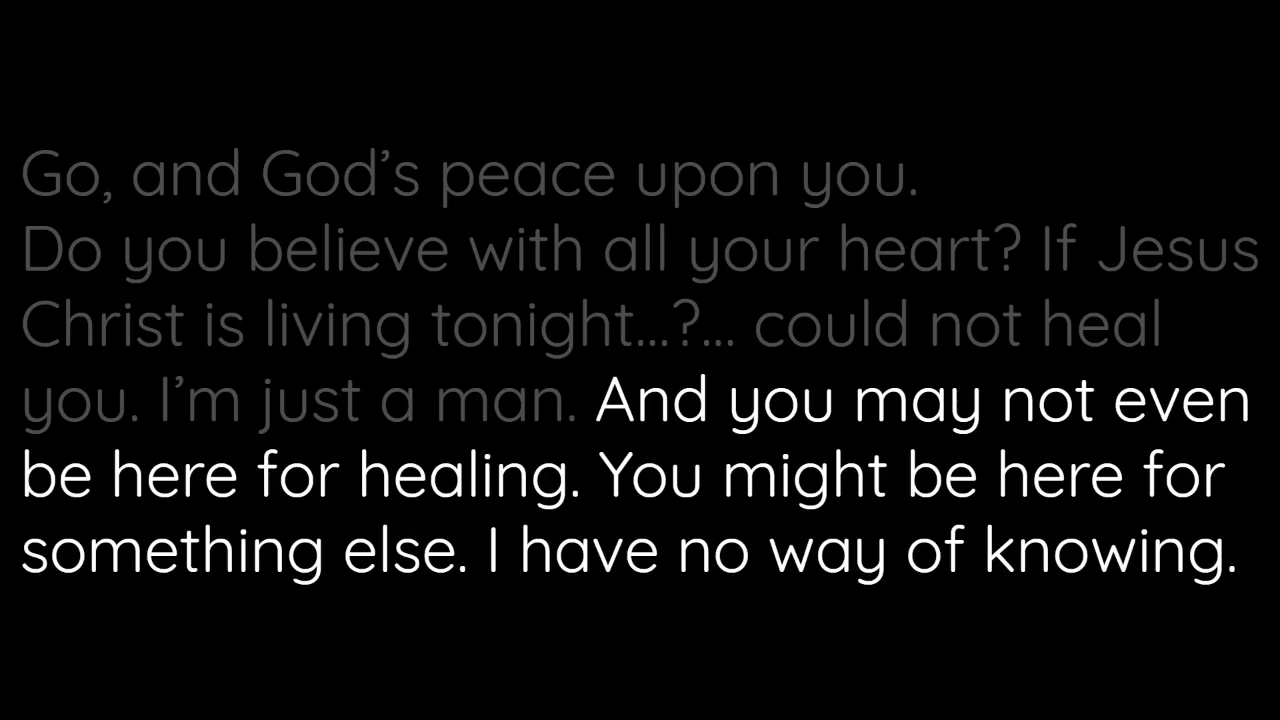 Go, and God’s peace upon you.
Do you believe with all your heart? If Jesus
Christ is living tonight...?... could not heal
you. I’m just a man. And you may not even
be here for healing. You might be here for
something else. I have no way of knowing.